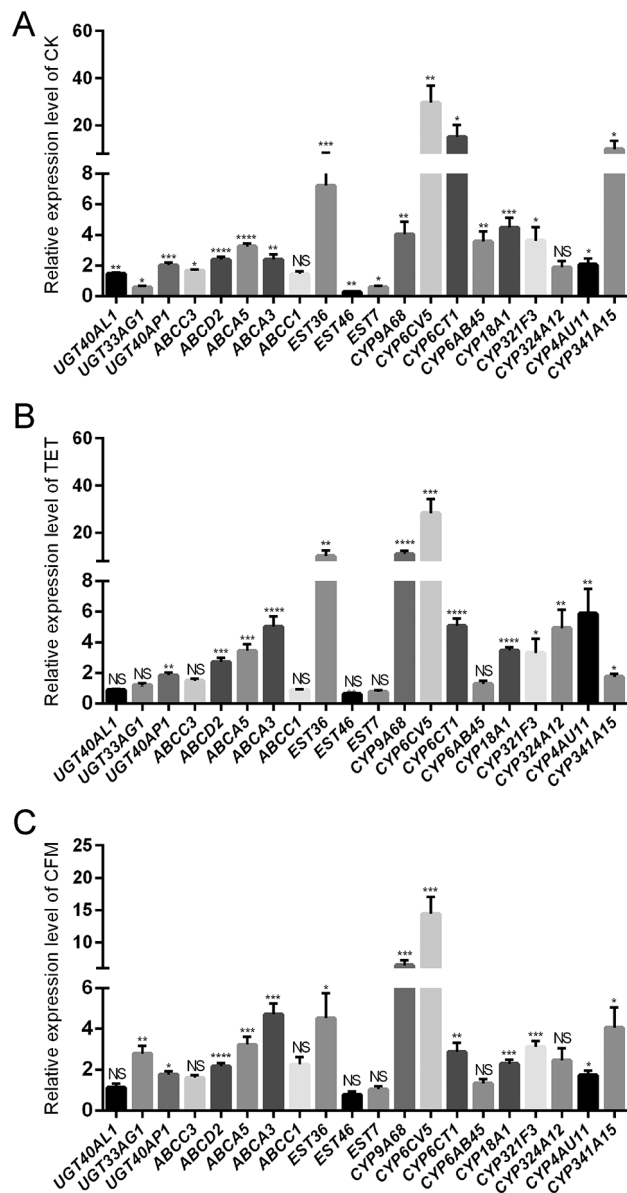 A
Relative expression level of CK
60
40
20
8
6
4
2
0
** * *** * **** **** ** NS *** ** * ** ** * ** *** * NS * *
UGT40AL1 UGT33AG1 UGT40AP1 ABCC3 ABCD2 ABCA5 ABCA3 ABCC1 EST36 EST46 EST7 CYP9A68 CYP6CV5 CYP6CT1 CYP6AB45 CYP18A1 CYP321F3 CYP324A12 CYP4AU11 CYP341A15
B
Relative expression level of TET
60
40
20
8
6
4
2
0
NS NS ** NS *** *** **** NS ** NS NS **** *** **** NS **** * ** ** *
UGT40AL1 UGT33AG1 UGT40AP1 ABCC3 ABCD2 ABCA5 ABCA3 ABCC1 EST36 EST46 EST7 CYP9A68 CYP6CV5 CYP6CT1 CYP6AB45 CYP18A1 CYP321F3 CYP324A12 CYP4AU11 CYP341A15
C
Relative expression level of CFM
25
20
15
10
6
4
2
0
NS ** * NS **** *** *** NS * NS NS *** *** ** NS *** *** NS * *
UGT40AL1 UGT33AG1 UGT40AP1 ABCC3 ABCD2 ABCA5 ABCA3 ABCC1 EST36 EST46 EST7 CYP9A68 CYP6CV5 CYP6CT1 CYP6AB45 CYP18A1 CYP321F3 CYP324A12 CYP4AU11 CYP341A15